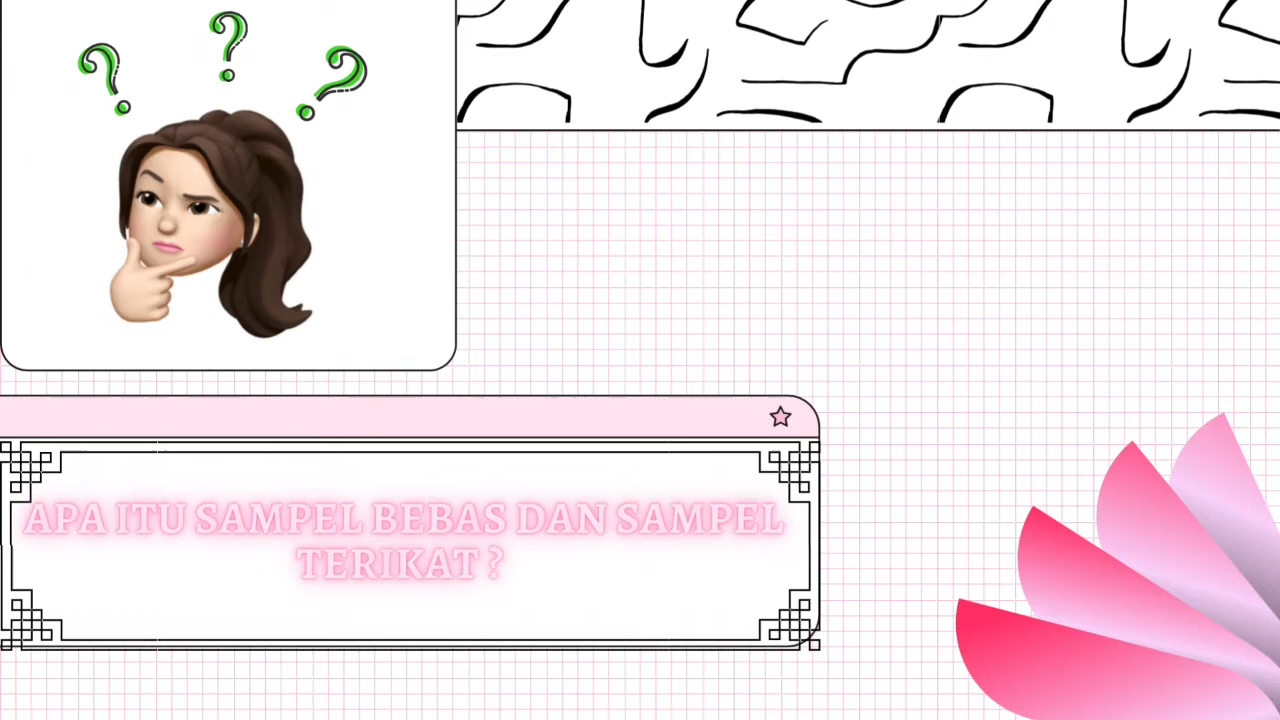 ? ? ?
APA ITU SAMPEL BEBAS DAN SAMPEL
TERIKAT ?